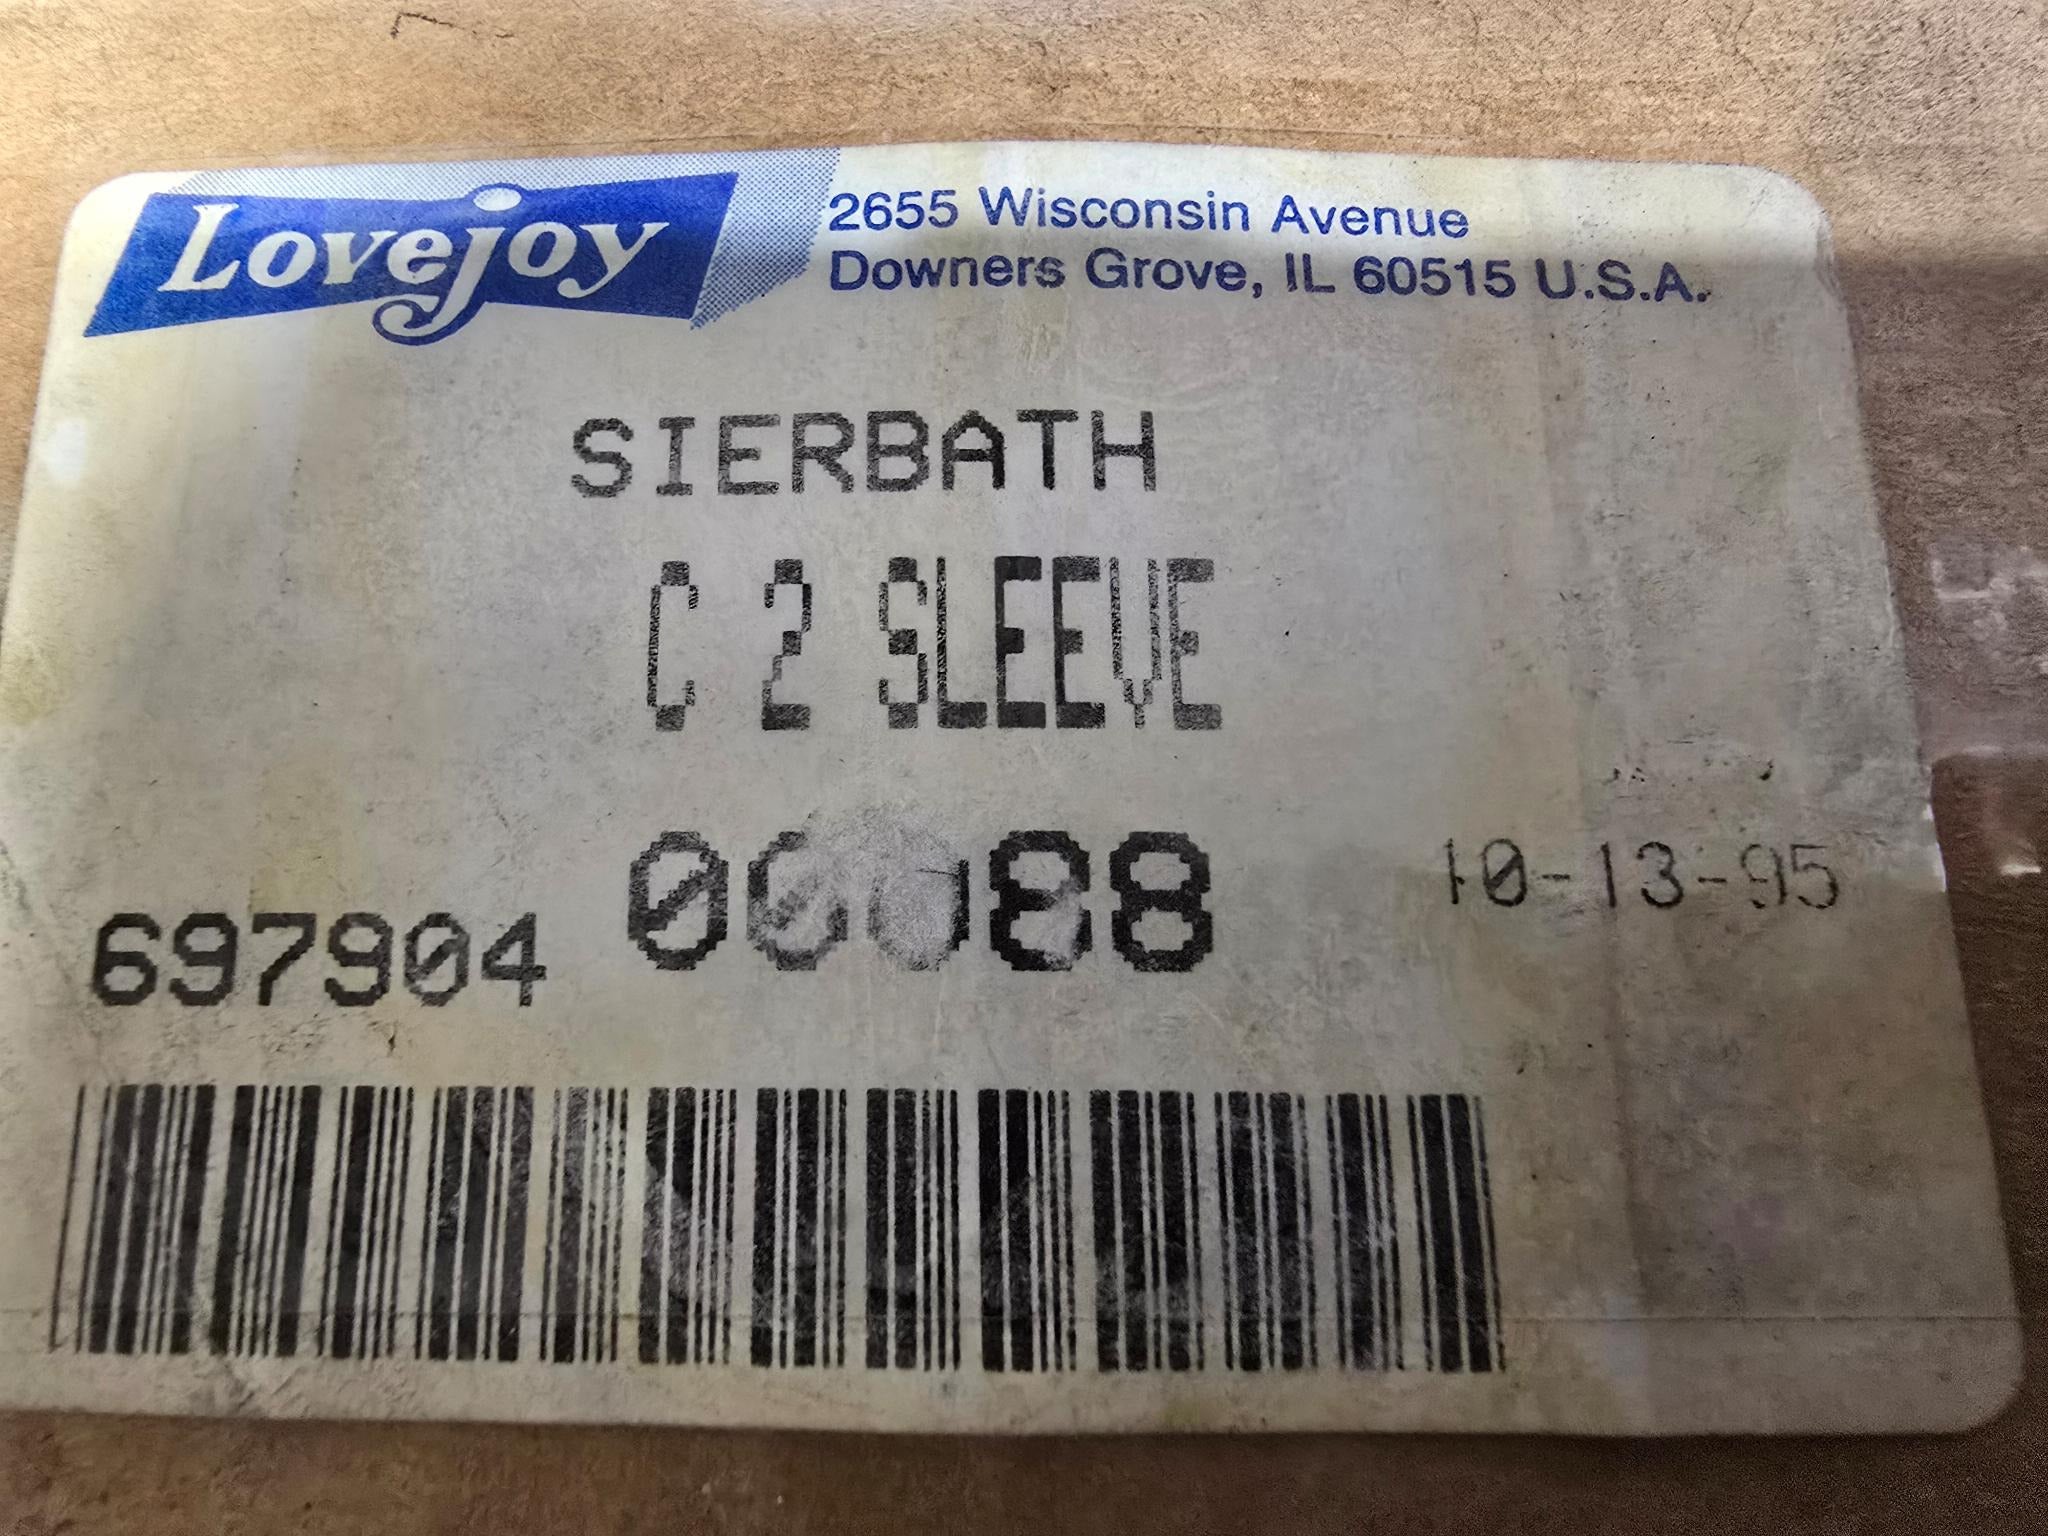 Lovejoy
2655 Wisconsin Avenue
Downers Grove, IL 60515 U.S.A.
SIERBATH
C 2 SLEEVE
697904
10-13-95